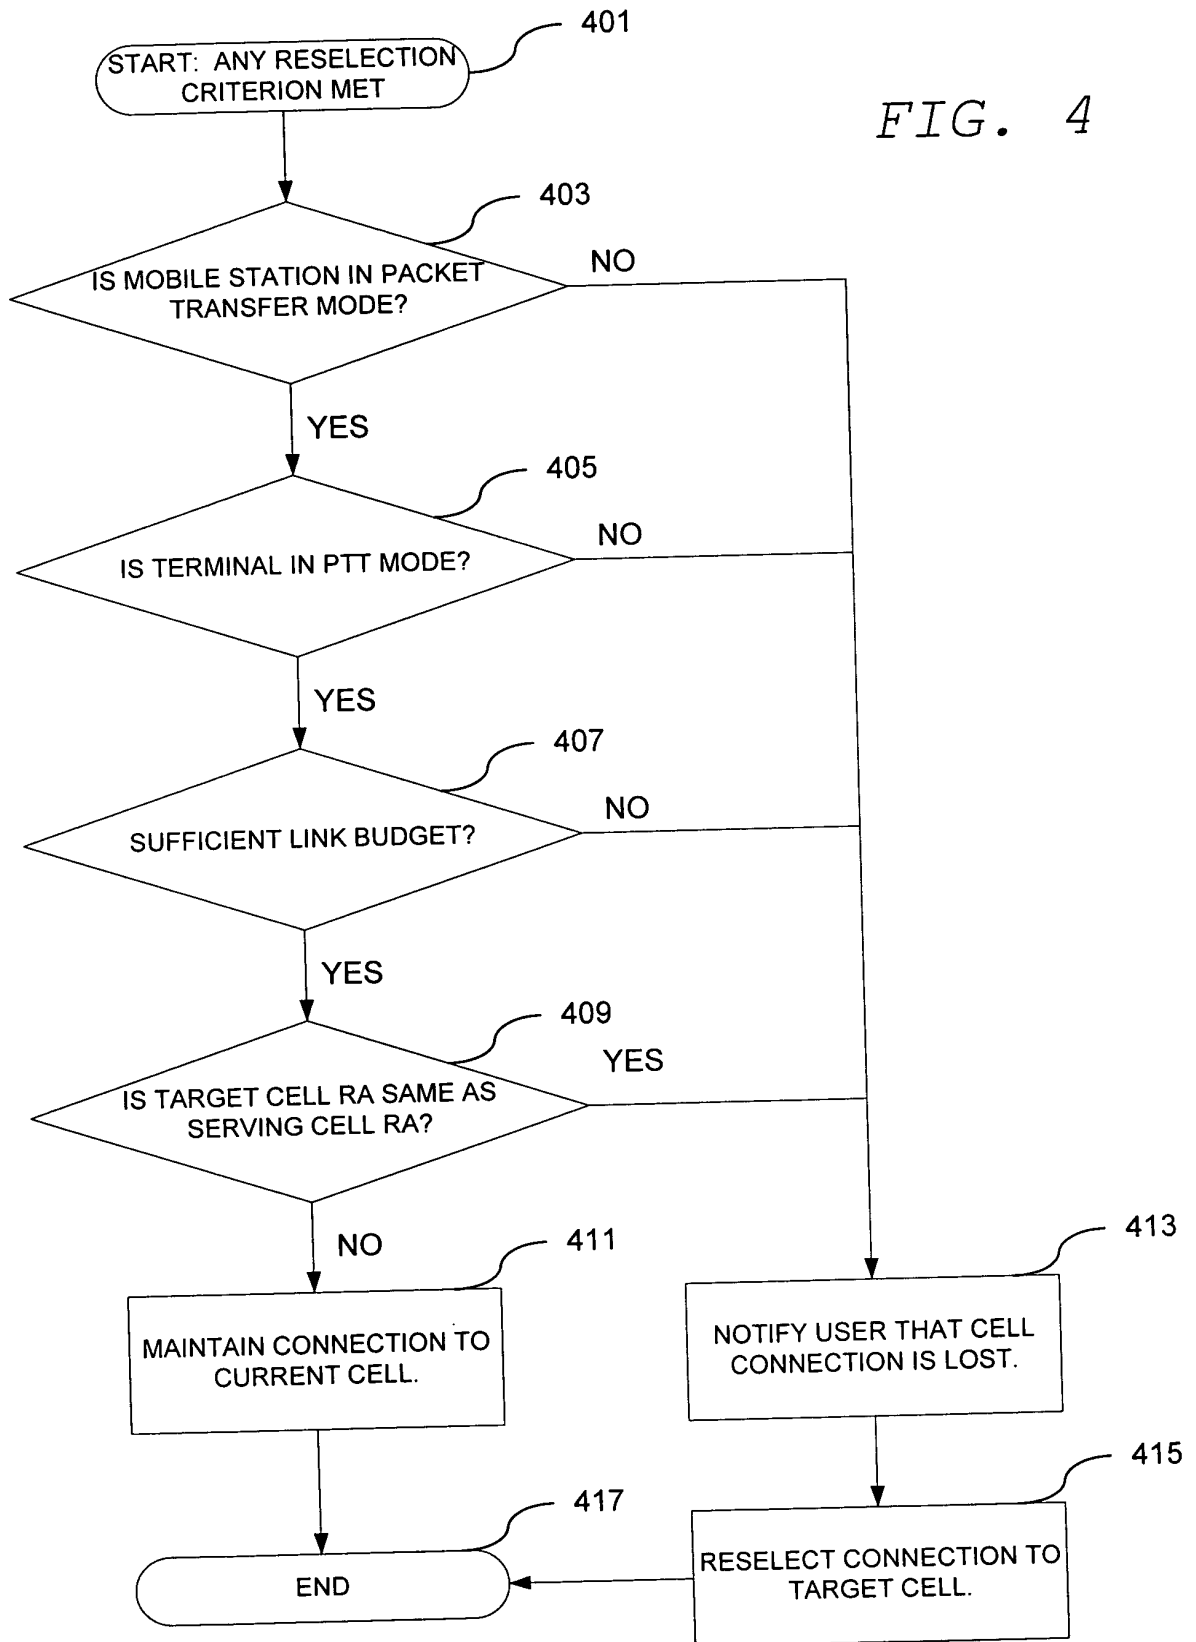 401
START: ANY RESELECTION
CRITERION MET
FIG. 4
403
IS MOBILE STATION IN PACKET
TRANSFER MODE?
NO
YES
405
IS TERMINAL IN PTT MODE?
NO
YES
407
SUFFICIENT LINK BUDGET?
NO
YES
409
IS TARGET CELL RA SAME AS
SERVING CELL RA?
YES
NO
411
MAINTAIN CONNECTION TO
CURRENT CELL.
413
NOTIFY USER THAT CELL
CONNECTION IS LOST.
415
RESELECT CONNECTION TO
TARGET CELL.
417
END